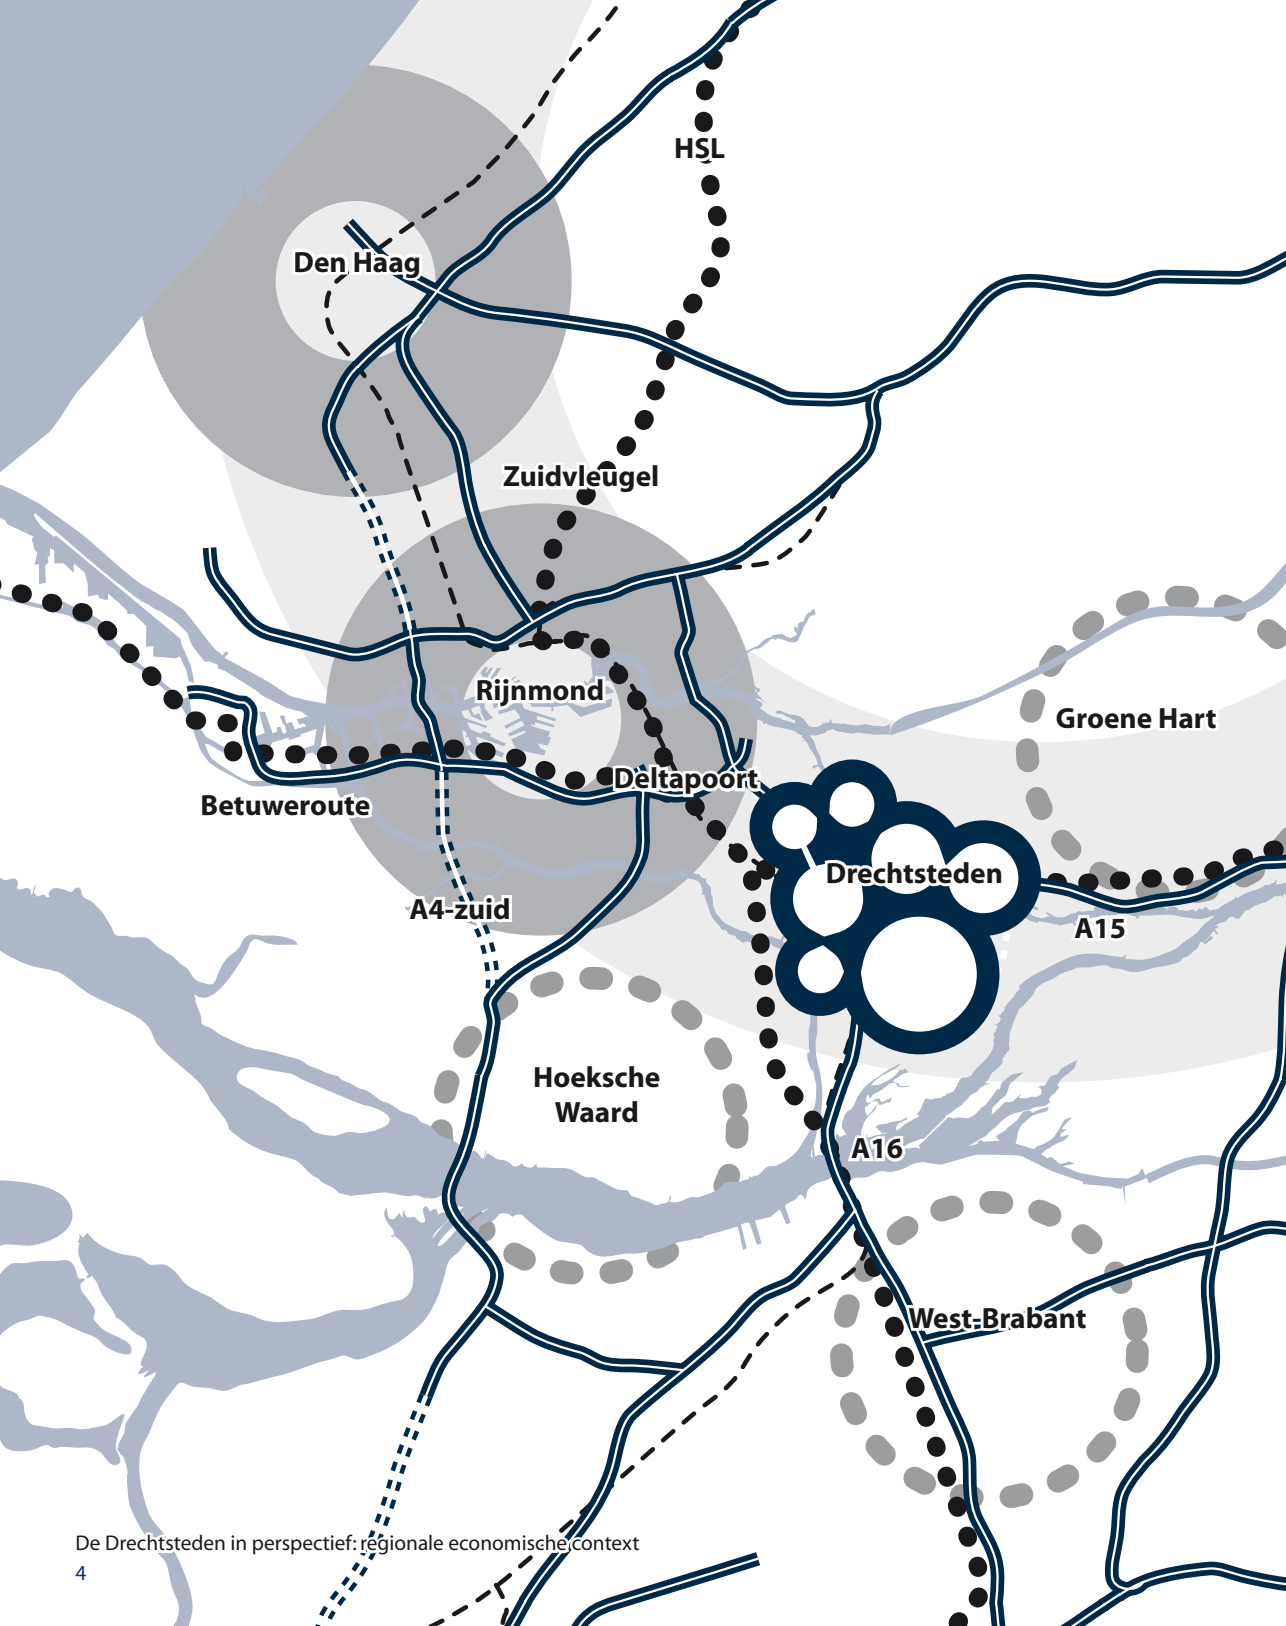 HSL
Den Haag
Zuidvleugel
Rijnmond
Groene Hart
Deltapoort
Betuweroute
Drechtsteden
A4-zuid
A15
Hoeksche
Waard
A16
West-Brabant
De Drechtsteden in perspectief: regionale economische context
4